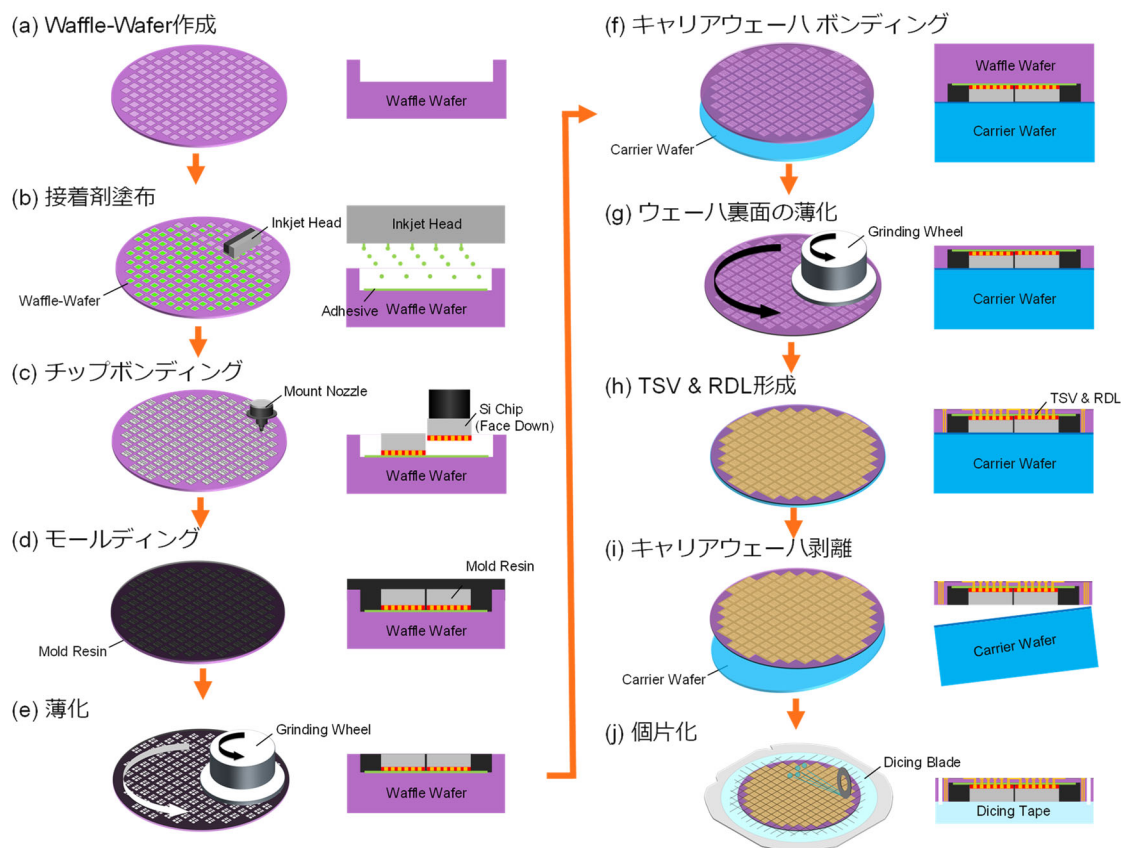 (a) Waffle-Wafer作成
Waffle Wafer
(b) 接着剤塗布
Inkjet Head
Inkjet Head
Waffle-Wafer
Adhesive
Waffle Wafer
(c) チップボンディング
Mount Nozzle
Si Chip
(Face Down)
Waffle Wafer
(d) モールディング
Mold Resin
Waffle Wafer
Mold Resin
(e) 薄化
Grinding Wheel
Waffle Wafer
(f) キャリアウェーハ ボンディング
Waffle Wafer
Carrier Wafer
Carrier Wafer
(g) ウェーハ裏面の薄化
Grinding Wheel
Carrier Wafer
(h) TSV & RDL形成
TSV & RDL
Carrier Wafer
(i) キャリアウェーハ剥離
Carrier Wafer
Carrier Wafer
(j) 個片化
Dicing Blade
Dicing Tape